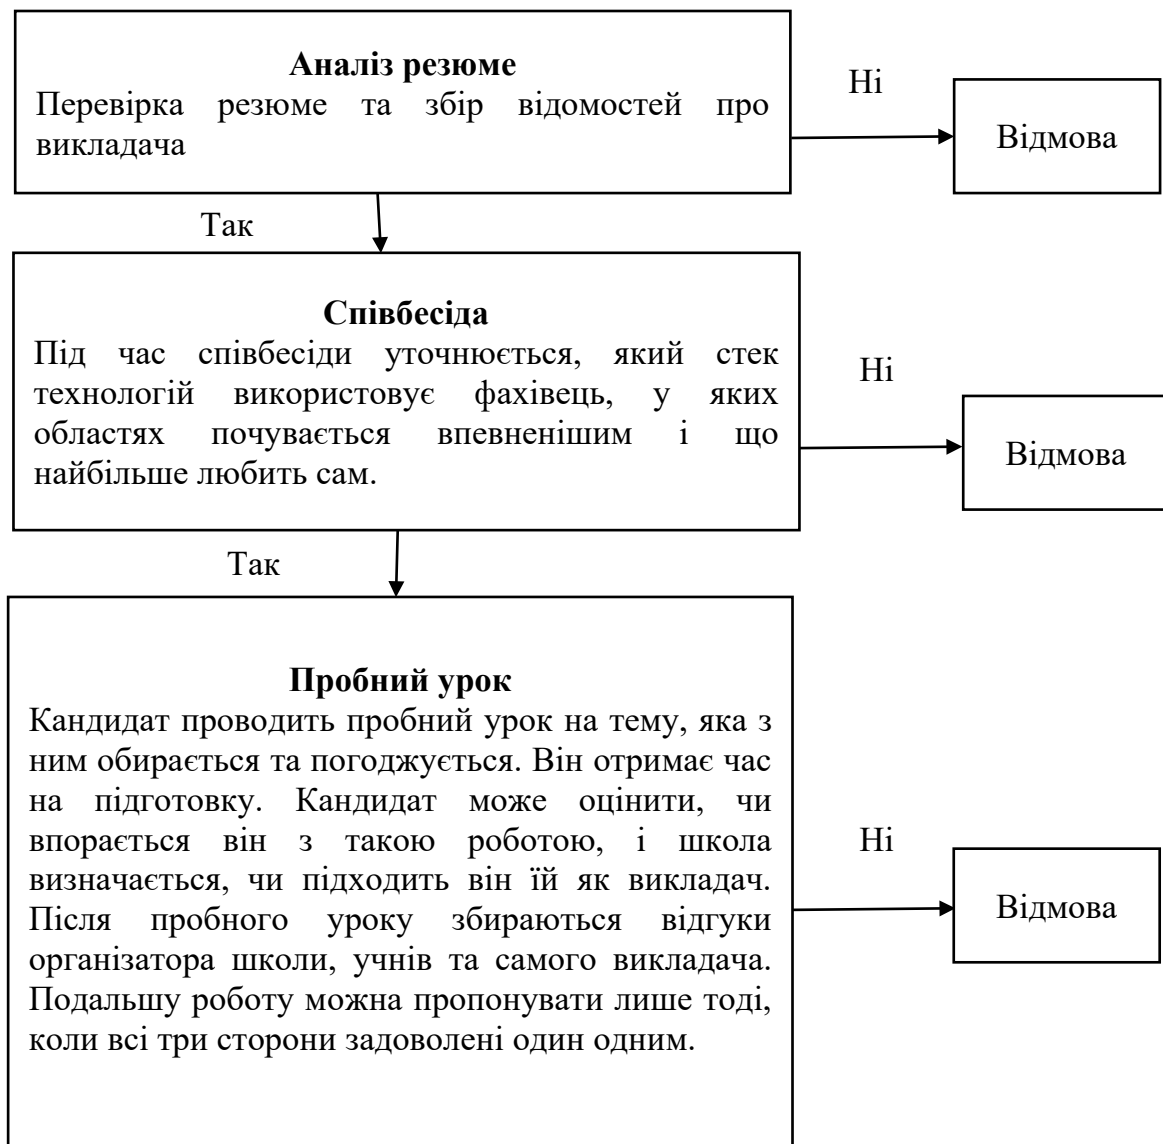 Аналіз резюме
Перевірка резюме та збір відомостей про
викладача
Ні
Відмова
Так
Співбесіда
Під час співбесіди уточнюється, який стек
технологій використовує фахівець, у яких
областях почувається впевненішим і що
найбільше любить сам.
Ні
Відмова
Так
Пробний урок
Кандидат проводить пробний урок на тему, яка з
ним обирається та погоджується. Він отримає час
на підготовку. Кандидат може оцінити, чи
впорається він з такою роботою, і школа
визначається, чи підходить він їй як викладач.
Після пробного уроку збираються відгуки
організатора школи, учнів та самого викладача.
Подальшу роботу можна пропонувати лише тоді,
коли всі три сторони задоволені один одним.
Ні
Відмова